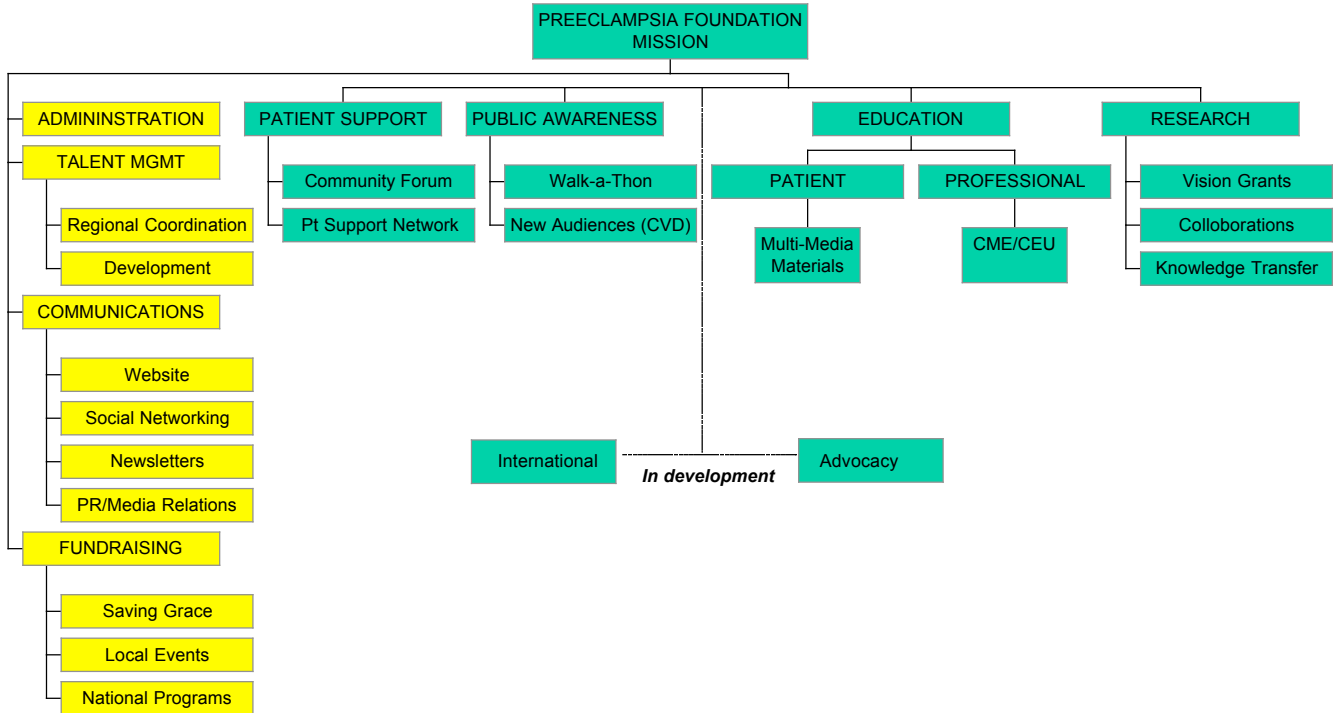 PREECLAMPSIA FOUNDATION
MISSION
ADMININSTRATION
TALENT MGMT
Regional Coordination
Development
COMMUNICATIONS
Website
Social Networking
Newsletters
PR/Media Relations
FUNDRAISING
Saving Grace
Local Events
National Programs
PATIENT SUPPORT
Community Forum
Pt Support Network
PUBLIC AWARENESS
Walk-a-Thon
New Audiences (CVD)
EDUCATION
PATIENT
Multi-Media
Materials
PROFESSIONAL
CME/CEU
RESEARCH
Vision Grants
Colloborations
Knowledge Transfer
International
In development
Advocacy